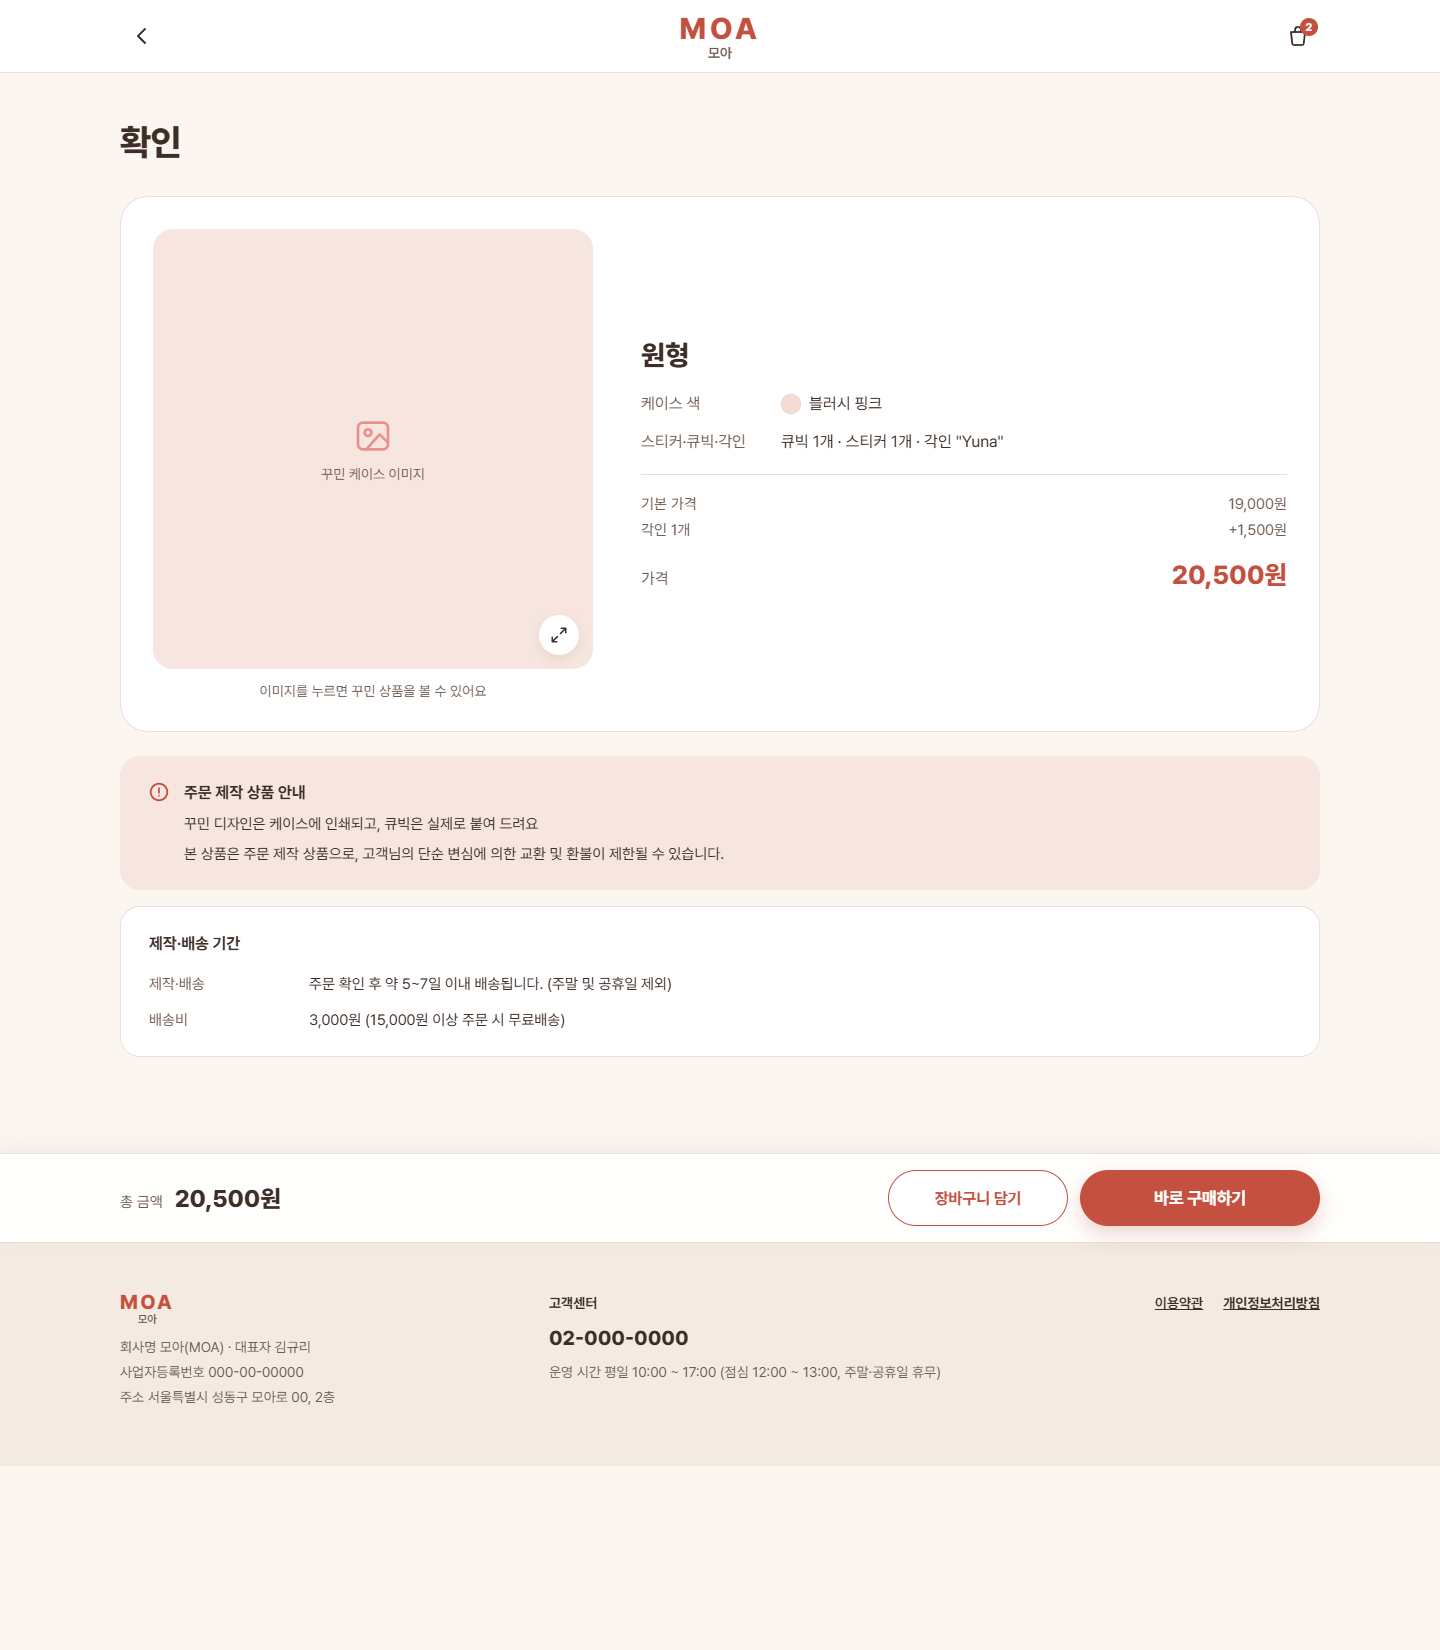 MOA
모아
2
확인
꾸민 케이스 이미지
이미지를 누르면 꾸민 상품을 볼 수 있어요
원형
케이스 색 블러시 핑크
스티커·큐빅·각인 큐빅 1개 · 스티커 1개 · 각인 "Yuna"
기본 가격 19,000원
각인 1개 +1,500원
가격 20,500원
주문 제작 상품 안내
꾸민 디자인은 케이스에 인쇄되고, 큐빅은 실제로 붙여 드려요
본 상품은 주문 제작 상품으로, 고객님의 단순 변심에 의한 교환 및 환불이 제한될 수 있습니다.
제작·배송 기간
제작·배송 주문 확인 후 약 5~7일 이내 배송됩니다. (주말 및 공휴일 제외)
배송비 3,000원 (15,000원 이상 주문 시 무료배송)
총 금액 20,500원
장바구니 담기
바로 구매하기
MOA
모아
회사명 모아(MOA) · 대표자 김규리
사업자등록번호 000-00-00000
주소 서울특별시 성동구 모아로 00, 2층
고객센터
02-000-0000
운영 시간 평일 10:00 ~ 17:00 (점심 12:00 ~ 13:00, 주말·공휴일 휴무)
이용약관 개인정보처리방침